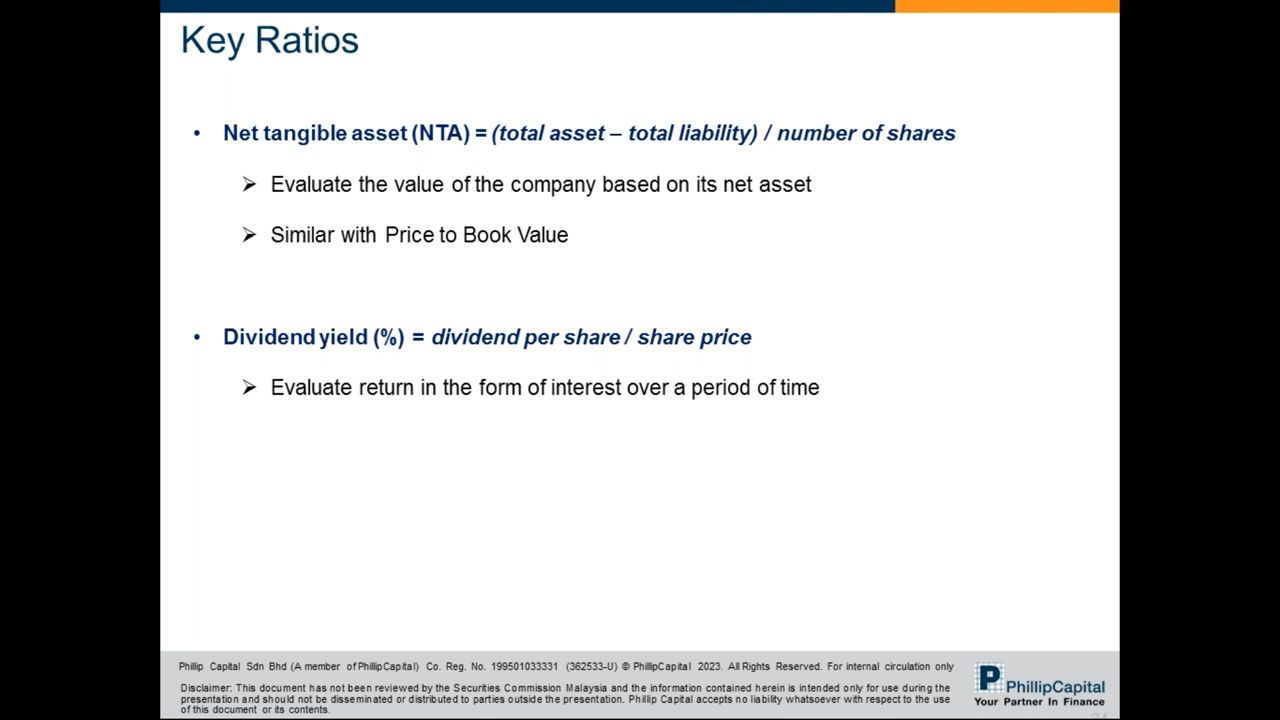 Key Ratios
• Net tangible asset (NTA) = (total asset – total liability) / number of shares
➢ Evaluate the value of the company based on its net asset
➢ Similar with Price to Book Value
• Dividend yield (%) = dividend per share / share price
➢ Evaluate return in the form of interest over a period of time
Phillip Capital Sdn Bhd (A member of PhillipCapital) Co. Reg. No. 199501033331 (362533-U) © PhillipCapital 2023. All Rights Reserved. For internal circulation only
Disclaimer: This document has not been reviewed by the Securities Commission Malaysia and the information contained herein is intended only for use during the
presentation and should not be disseminated or distributed to parties outside the presentation. Phillip Capital accepts no liability whatsoever with respect to the use
of this document or its contents.
PhillipCapital
Your Partner In Finance